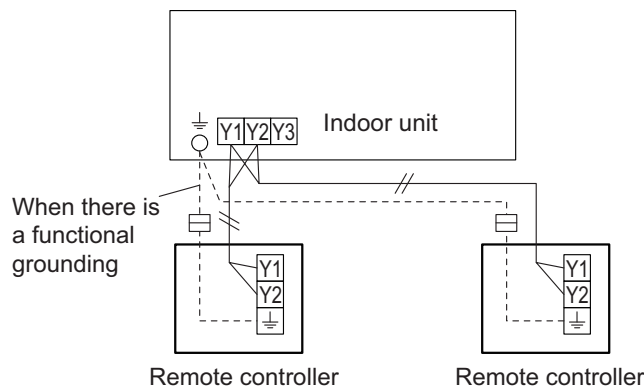 Y1 Y2 Y3
Indoor unit
When there is
a functional
grounding
Y1
Y2
Y1
Y2
Remote controller
Remote controller